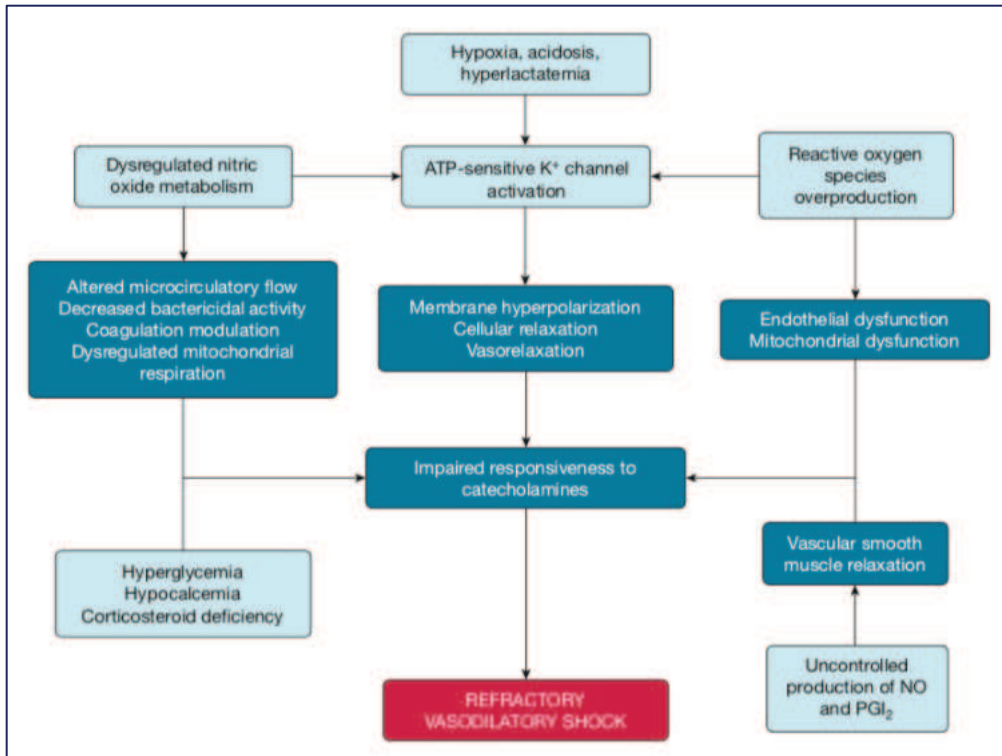 Hypoxia, acidosis,
hyperlactatemia
Dysregulated nitric
oxide metabolism
ATP-sensitive K⁺ channel
activation
Reactive oxygen
species
overproduction
Altered microcirculatory flow
Decreased bactericidal activity
Coagulation modulation
Dysregulated mitochondrial
respiration
Membrane hyperpolarization
Cellular relaxation
Vasorelaxation
Endothelial dysfunction
Mitochondrial dysfunction
Impaired responsiveness to
catecholamines
Hyperglycemia
Hypocalcemia
Corticosteroid deficiency
Vascular smooth
muscle relaxation
REFRACTORY
VASODILATORY SHOCK
Uncontrolled
production of NO
and PGI₂